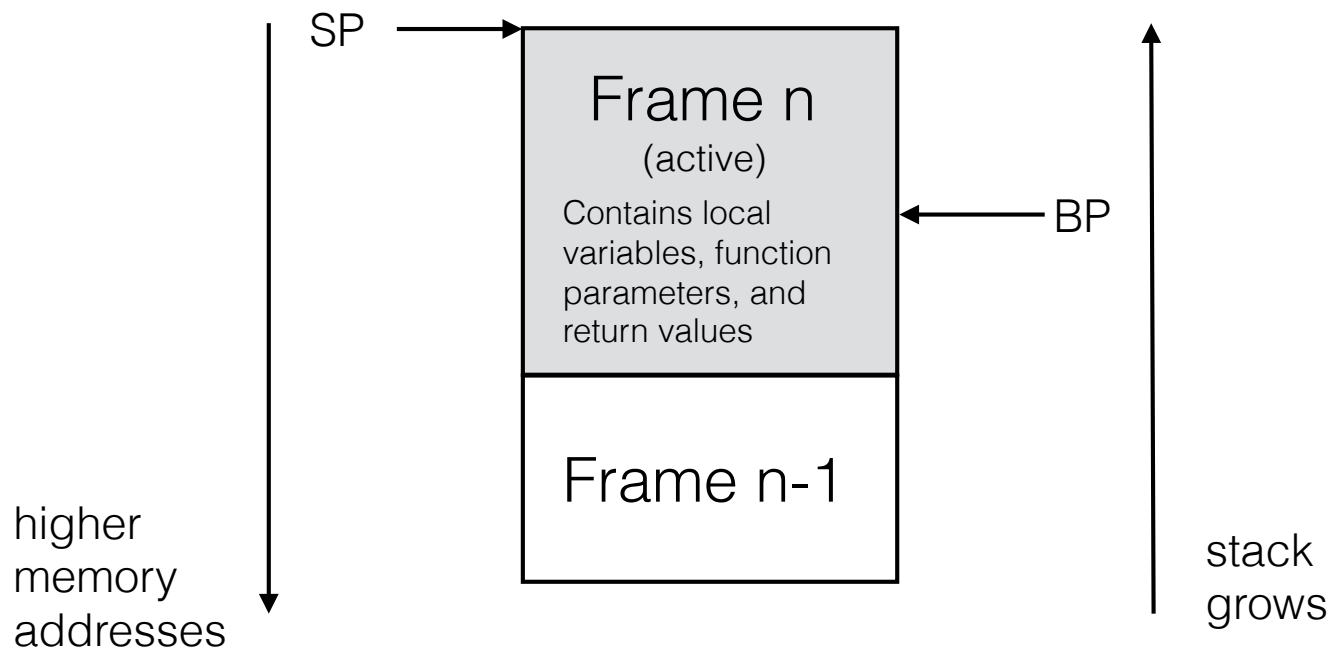 SP
Frame n
(active)
Contains local
variables, function
parameters, and
return values
BP
Frame n-1
higher
memory
addresses
stack
grows